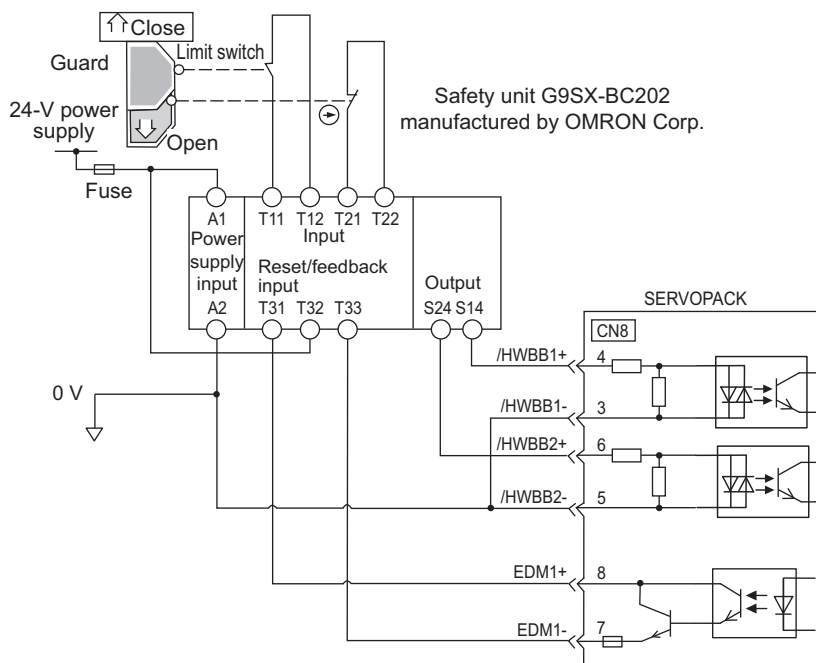 Close
Limit switch
Guard
24-V power
supply
Open
Fuse
Safety unit G9SX-BC202
manufactured by OMRON Corp.
A1 T11 T12 T21 T22
Power
supply
input
Input
Reset/feedback
input
Output
A2 T31 T32 T33 S24 S14
SERVOPACK
CN8
/HWBB1+ 4
0 V
/HWBB1- 3
/HWBB2+ 6
/HWBB2- 5
EDM1+ 8
EDM1- 7